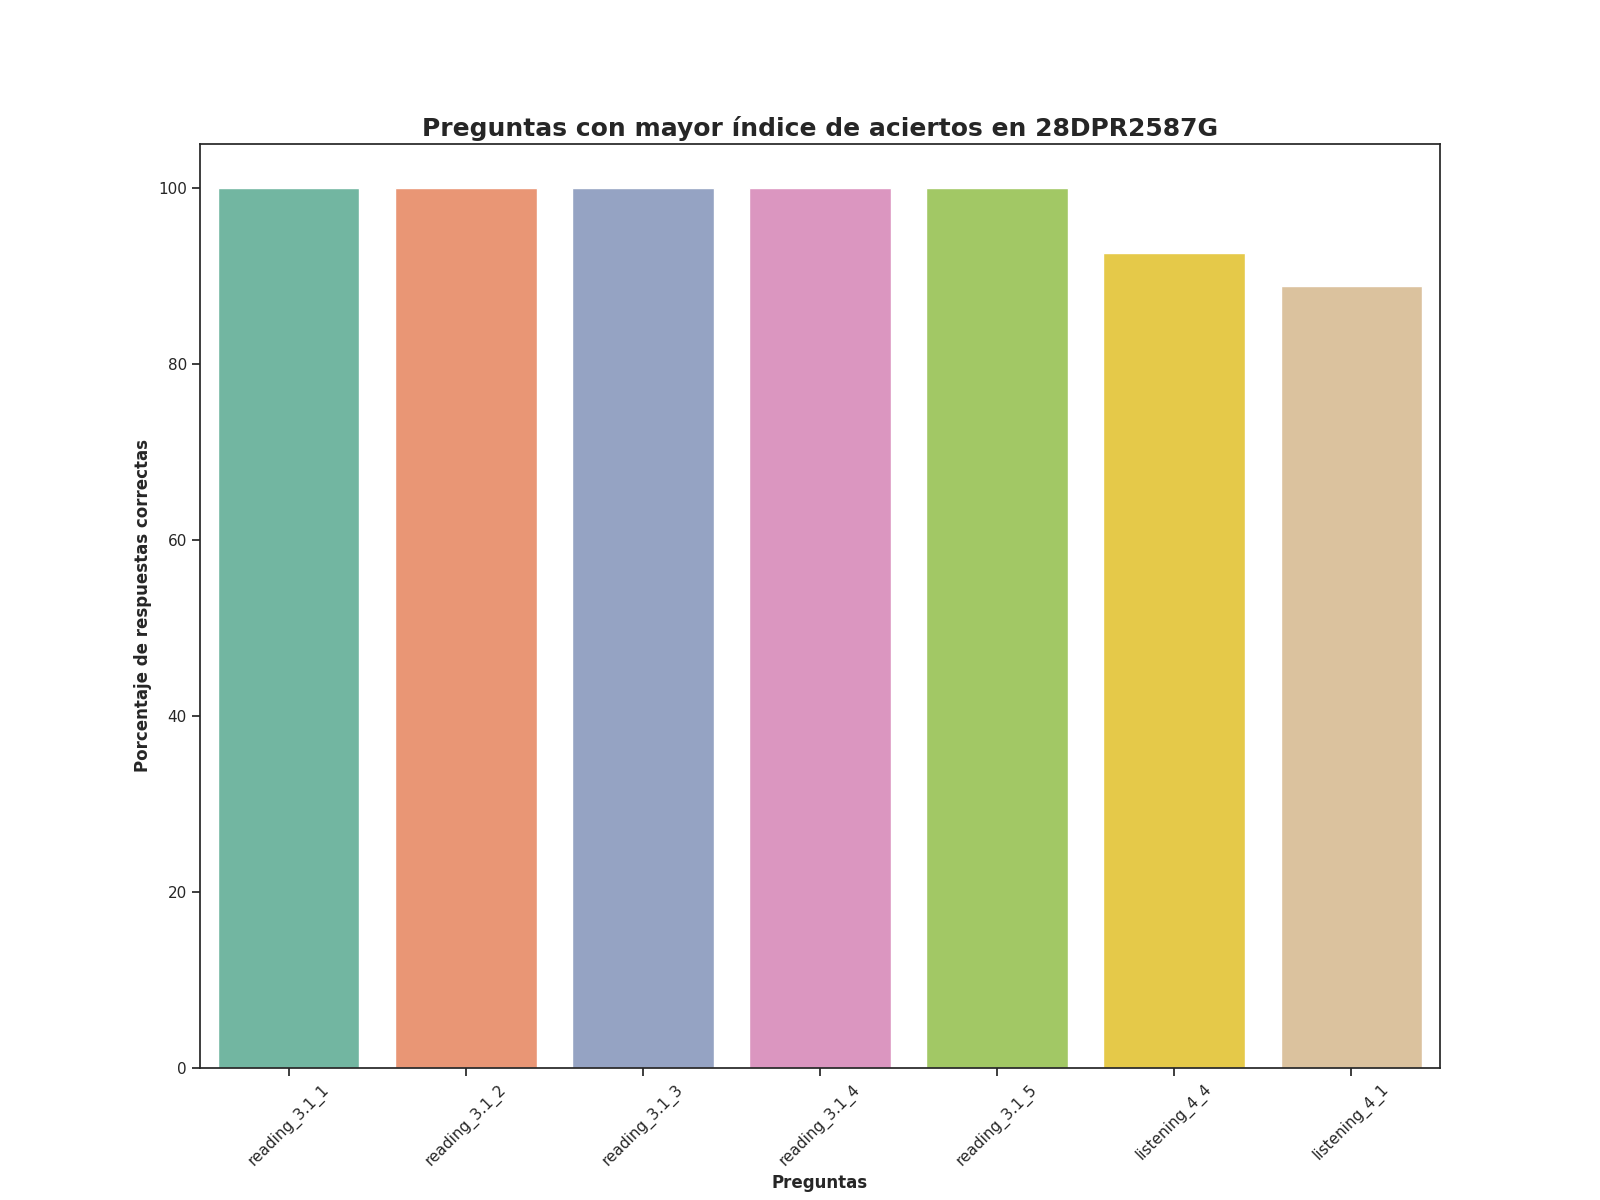 Preguntas con mayor índice de aciertos en 28DPR2587G
Porcentaje de respuestas correctas
100
80
60
40
20
0
reading_3.1_1
reading_3.1_2
reading_3.1_3
reading_3.1_4
reading_3.1_5
listening_4_4
listening_4_1
Preguntas